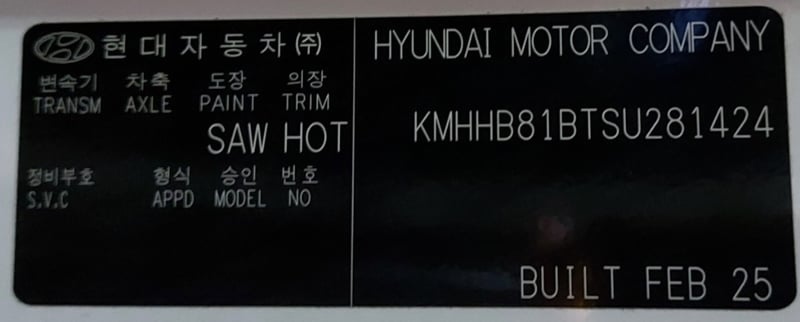 현대자동차(주)
변속기 차축 도장 의장
TRANSM AXLE PAINT TRIM
SAW HOT
정비부호 형식 승인 번호
S.V.C APPD MODEL NO
HYUNDAI MOTOR COMPANY
KMHHB81BTSU281424
BUILT FEB 25